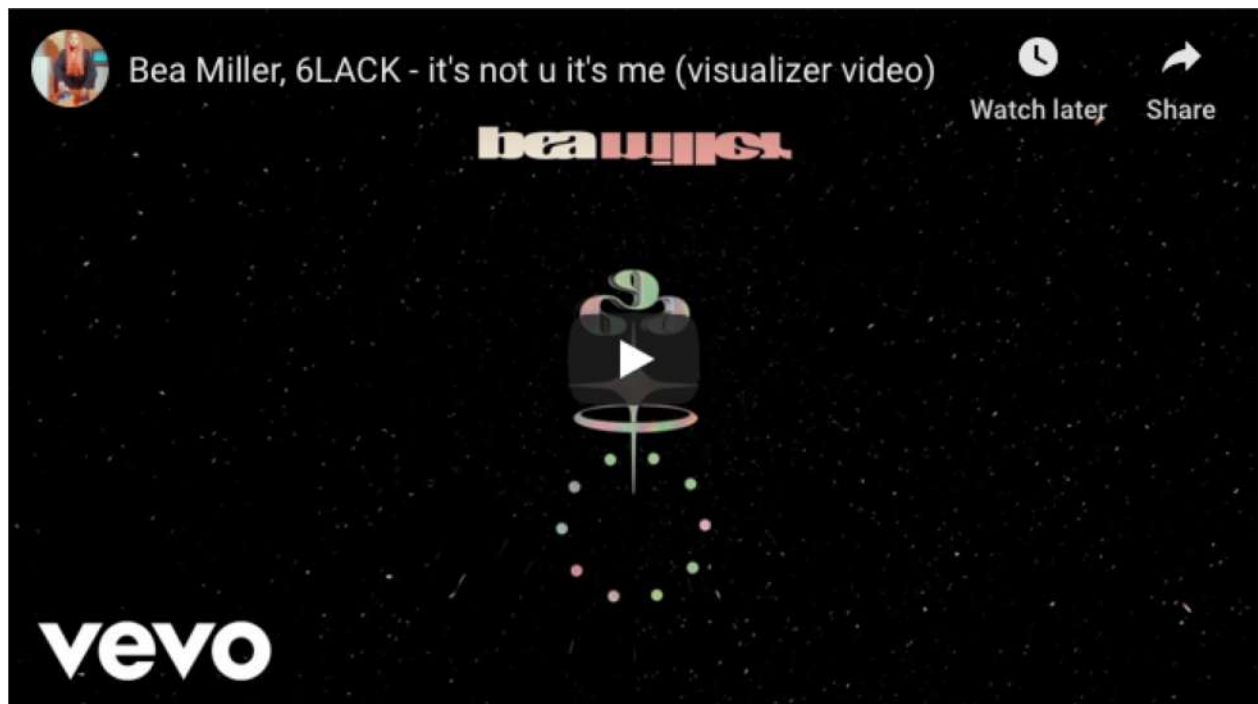 Bea Miller, 6LACK - it's not u it's me (visualizer video)
Watch later
Share
bea miller
vevo